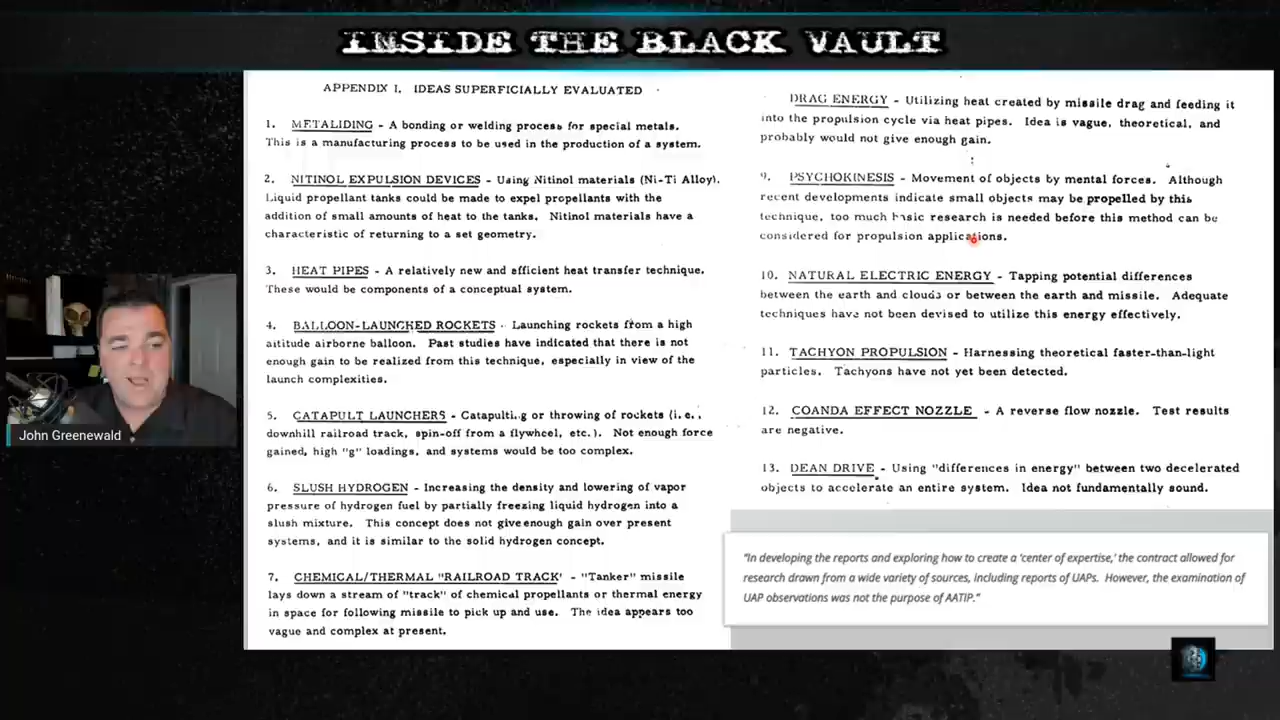 INSIDE THE BLACK VAULT
APPENDIX I. IDEAS SUPERFICIALLY EVALUATED
1. METALIDING - A bonding or welding process for special metals.
This is a manufacturing process to be used in the production of a system.
2. NITINOL EXPULSION DEVICES - Using Nitinol materials (Ni-Ti Alloy).
Liquid propellant tanks could be made to expel propellants with the
addition of small amounts of heat to the tanks. Nitinol materials have a
characteristic of returning to a set geometry.
3. HEAT PIPES - A relatively new and efficient heat transfer technique.
These would be components of a conceptual system.
4. BALLOON-LAUNCHED ROCKETS - Launching rockets from a high
altitude airborne balloon. Past studies have indicated that there is not
enough gain to be realized from this technique, especially in view of the
launch complexities.
5. CATAPULT LAUNCHERS - Catapulting or throwing of rockets (i.e.,
downhill railroad track, spin-off from a flywheel, etc.). Not enough force
gained, high "g" loadings, and systems would be too complex.
6. SLUSH HYDROGEN - Increasing the density and lowering of vapor
pressure of hydrogen fuel by partially freezing liquid hydrogen into a
slush mixture. This concept does not give enough gain over present
systems, and it is similar to the solid hydrogen concept.
7. CHEMICAL/THERMAL "RAILROAD TRACK" - "Tanker" missile
lays down a stream of "track" of chemical propellants or thermal energy
in space for following missile to pick up and use. The idea appears too
vague and complex at present.
DRAG ENERGY - Utilizing heat created by missile drag and feeding it
into the propulsion cycle via heat pipes. Idea is vague, theoretical, and
probably would not give enough gain.
9. PSYCHOKINESIS - Movement of objects by mental forces. Although
recent developments indicate small objects may be propelled by this
technique, too much basic research is needed before this method can be
considered for propulsion applications.
10. NATURAL ELECTRIC ENERGY - Tapping potential differences
between the earth and clouds or between the earth and missile. Adequate
techniques have not been devised to utilize this energy effectively.
11. TACHYON PROPULSION - Harnessing theoretical faster-than-light
particles. Tachyons have not yet been detected.
12. COANDA EFFECT NOZZLE - A reverse flow nozzle. Test results
are negative.
13. DEAN DRIVE - Using "differences in energy" between two decelerated
objects to accelerate an entire system. Idea not fundamentally sound.
"In developing the reports and exploring how to create a 'center of expertise,' the contract allowed for
research drawn from a wide variety of sources, including reports of UAPs. However, the examination of
UAP observations was not the purpose of AATIP."
John Greenewald